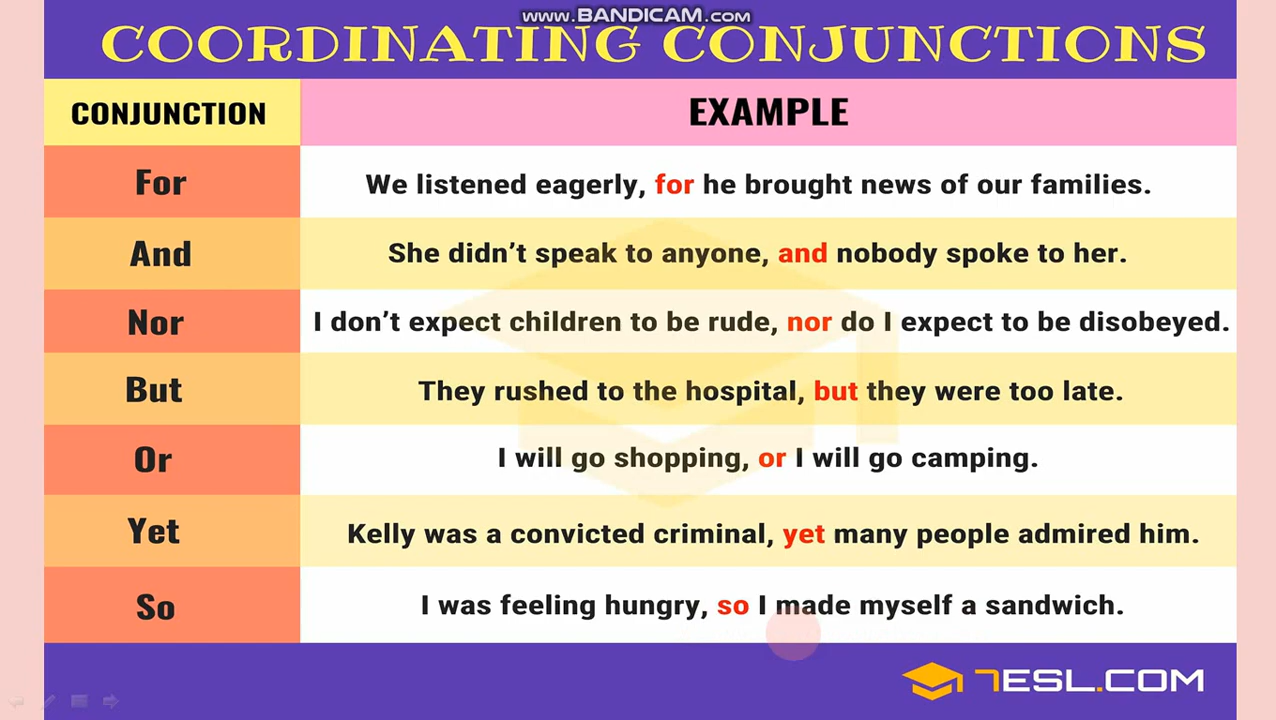 www.BANDICAM.com
COORDINATING CONJUNCTIONS
CONJUNCTION EXAMPLE
For We listened eagerly, for he brought news of our families.
And She didn't speak to anyone, and nobody spoke to her.
Nor I don't expect children to be rude, nor do I expect to be disobeyed.
But They rushed to the hospital, but they were too late.
Or I will go shopping, or I will go camping.
Yet Kelly was a convicted criminal, yet many people admired him.
So I was feeling hungry, so I made myself a sandwich.
7ESL.COM